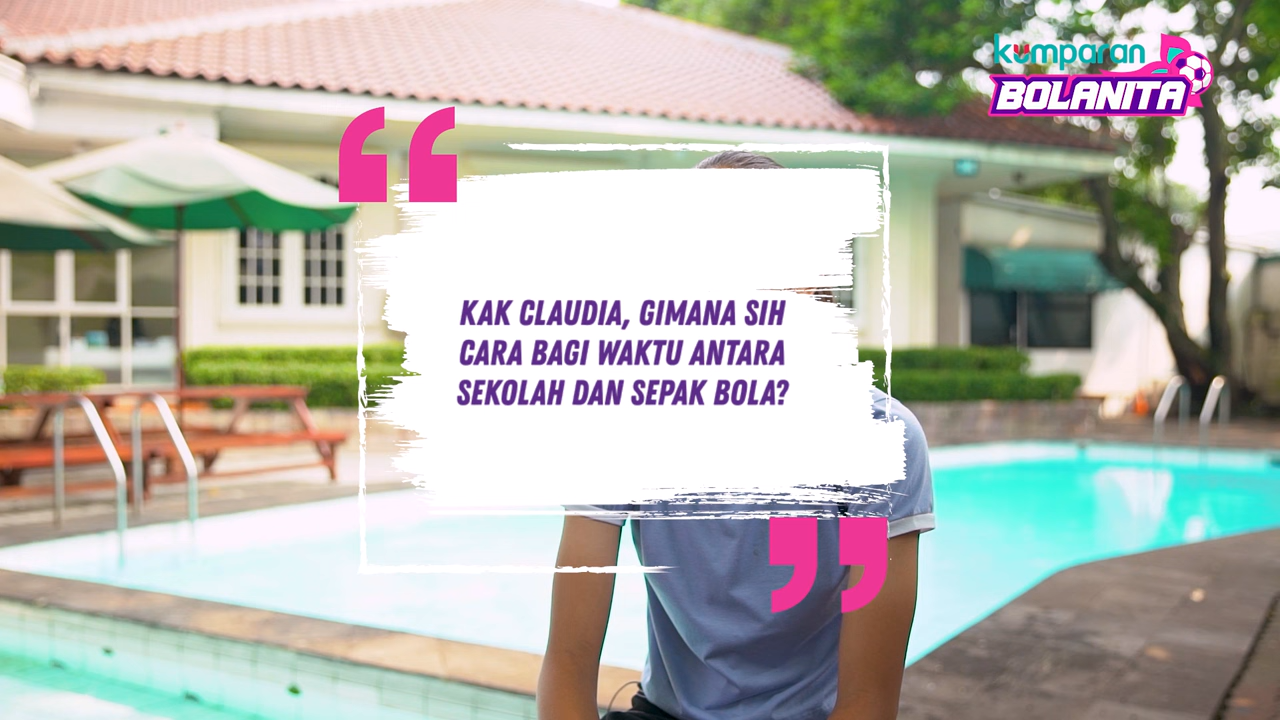 kumparan
BOLANITA
“
KAK CLAUDIA, GIMANA SIH
CARA BAGI WAKTU ANTARA
SEKOLAH DAN SEPAK BOLA?
”